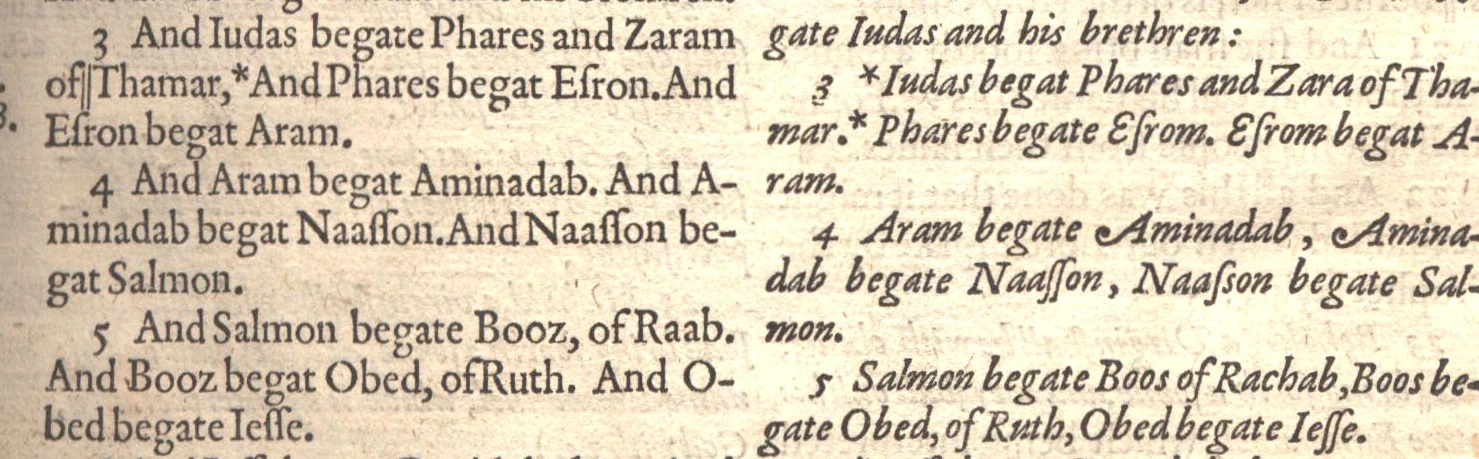 3 And Iudas begate Phares and Zaram
of‖Thamar,*And Phares begat Eſron.And
Eſron begat Aram.
4 And Aram begat Aminadab. And A-
minadab begat Naaſſon.And Naaſſon be-
gat Salmon.
5 And Salmon begate Booz, of Raab.
And Booz begat Obed, of Ruth. And O-
bed begate Ieſſe.
gate Iudas and his brethren:
3 *Iudas begat Phares and Zara of Tha-
mar.* Phares begate Eſrom. Eſrom begat A-
ram.
4 Aram begate Aminadab, Amina-
dab begate Naaſſon, Naaſson begate Sal-
mon.
5 Salmon begate Boos of Rachab,Boos be-
gate Obed,of Ruth,Obed begate Ieſſe.